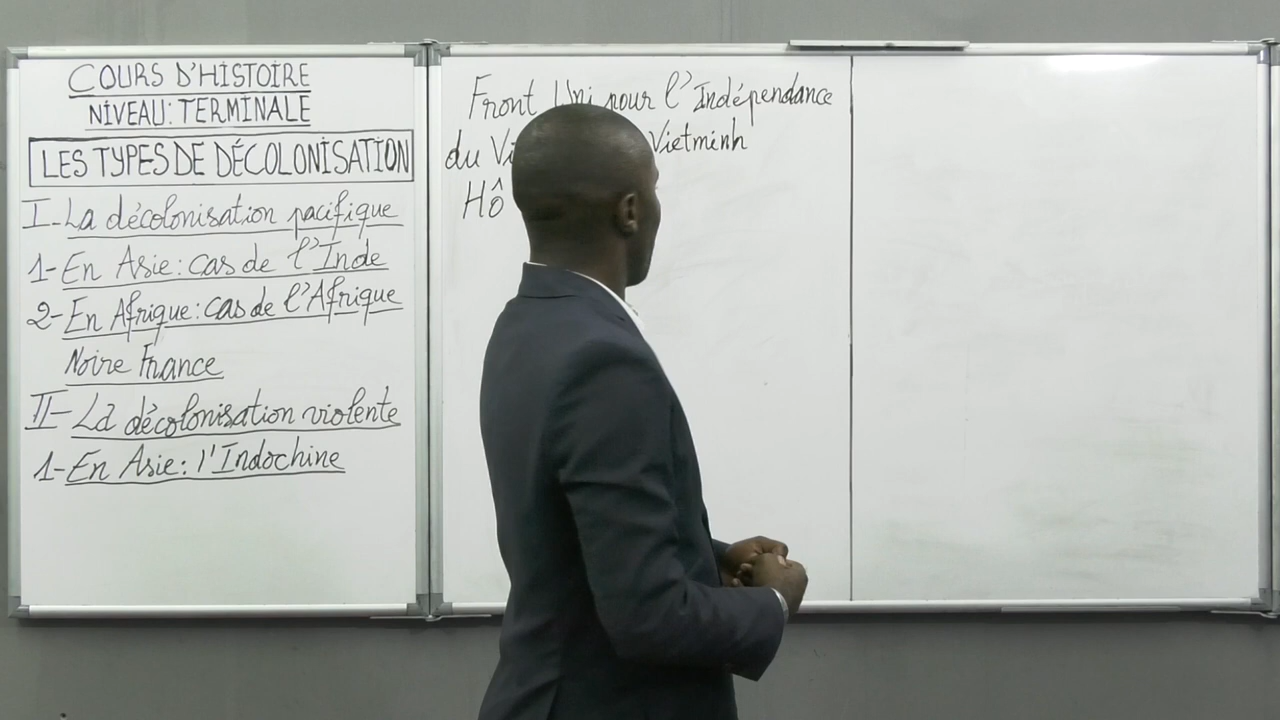 COURS D'HISTOIRE
NIVEAU: TERMINALE
LES TYPES DE DÉCOLONISATION
I-La décolonisation pacifique
1-En Asie: cas de l'Inde
2-En Afrique: cas de l'Afrique
Noire France
II-La décolonisation violente
1-En Asie: l'Indochine
Front Uni pour l'Indépendance
du Vietminh
Hô